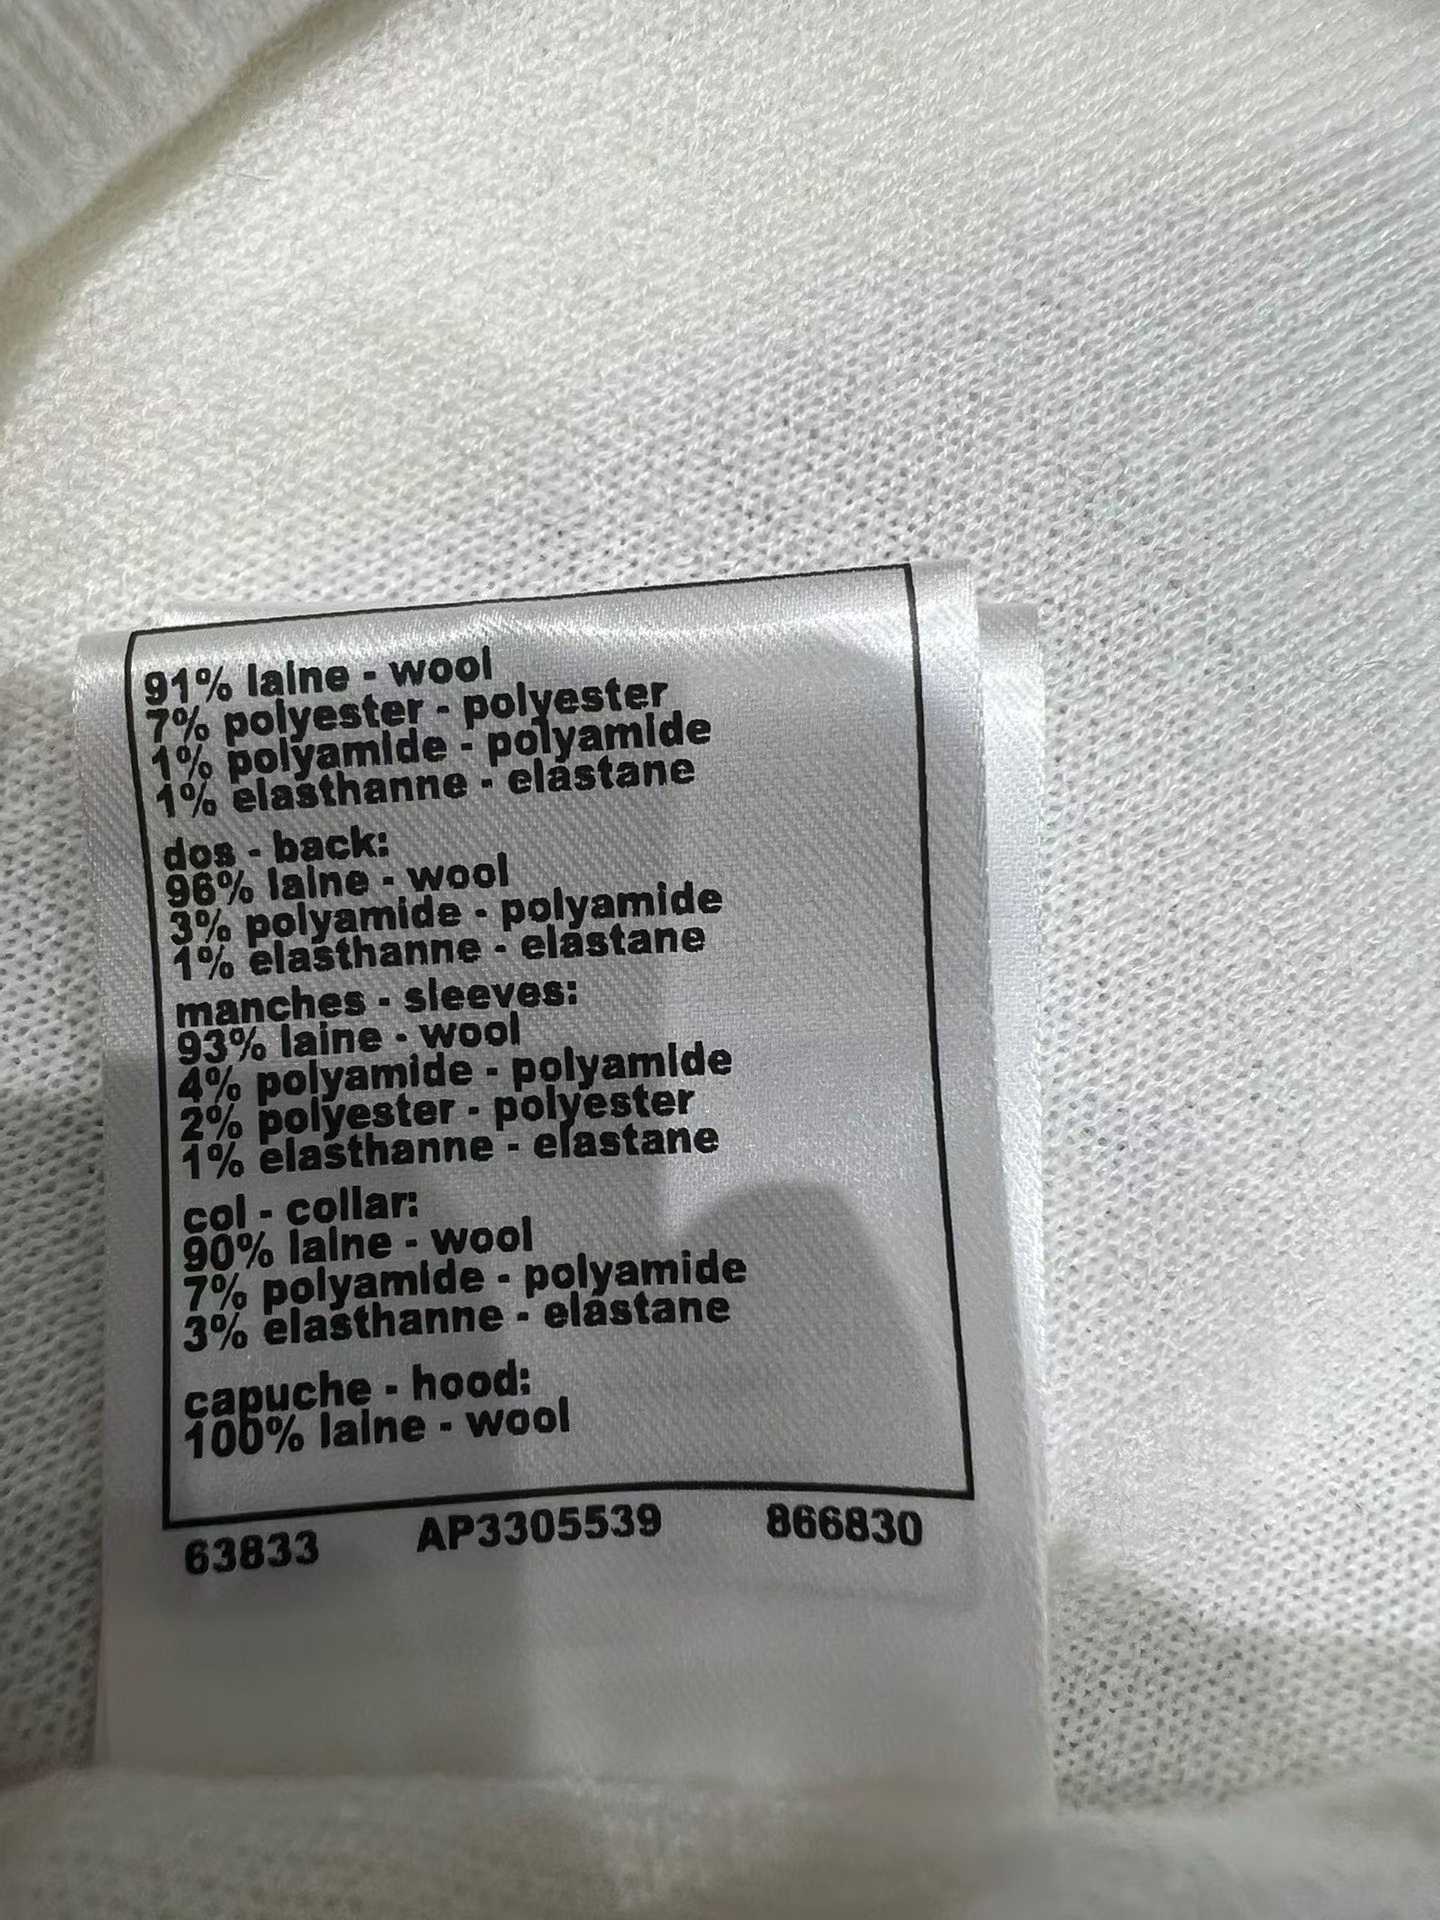 91% laine - wool
7% polyester - polyester
1% polyamide - polyamide
1% elasthanne - elastane
dos - back:
96% laine - wool
3% polyamide - polyamide
1% elasthanne - elastane
manches - sleeves:
93% laine - wool
4% polyamide - polyamide
2% polyester - polyester
1% elasthanne - elastane
col - collar:
90% laine - wool
7% polyamide - polyamide
3% elasthanne - elastane
capuche - hood:
100% laine - wool
63833 AP3305539 866830